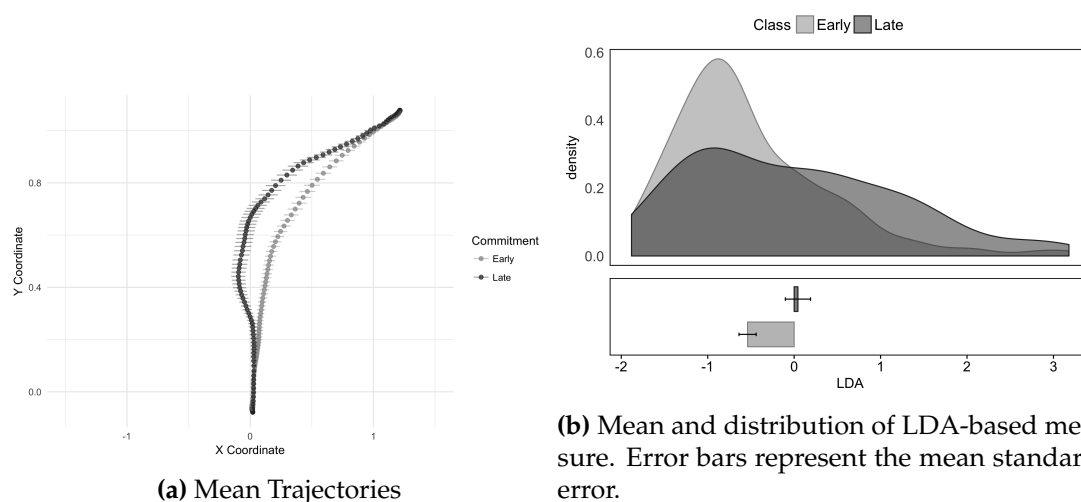 0.8
0.4
0.0
Y Coordinate
-1
0
1
X Coordinate
Commitment
Early
Late
(a) Mean Trajectories
Class Early Late
0.6
0.4
0.2
0.0
density
-2
-1
0
1
2
3
LDA
(b) Mean and distribution of LDA-based mea
sure. Error bars represent the mean standar
error.